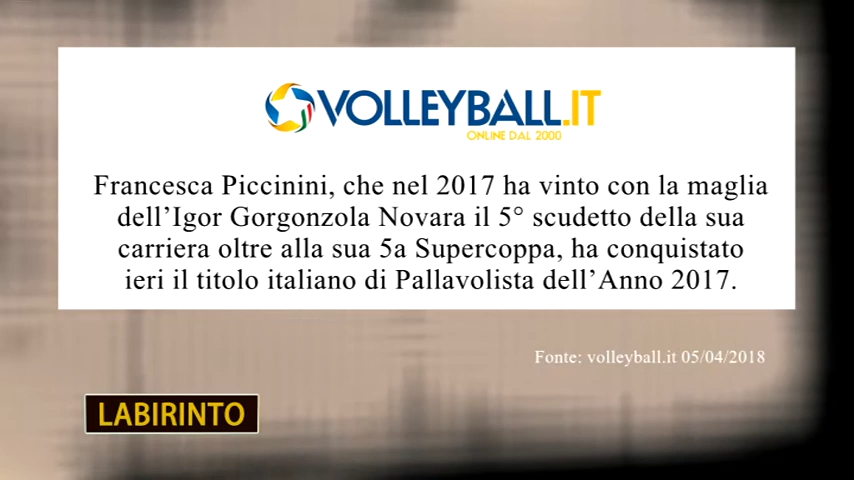 VOLLEYBALL.IT
ONLINE DAL 2000
Francesca Piccinini, che nel 2017 ha vinto con la maglia
dell’Igor Gorgonzola Novara il 5° scudetto della sua
carriera oltre alla sua 5a Supercoppa, ha conquistato
ieri il titolo italiano di Pallavolista dell’Anno 2017.
Fonte: volleyball.it 05/04/2018
LABIRINTO